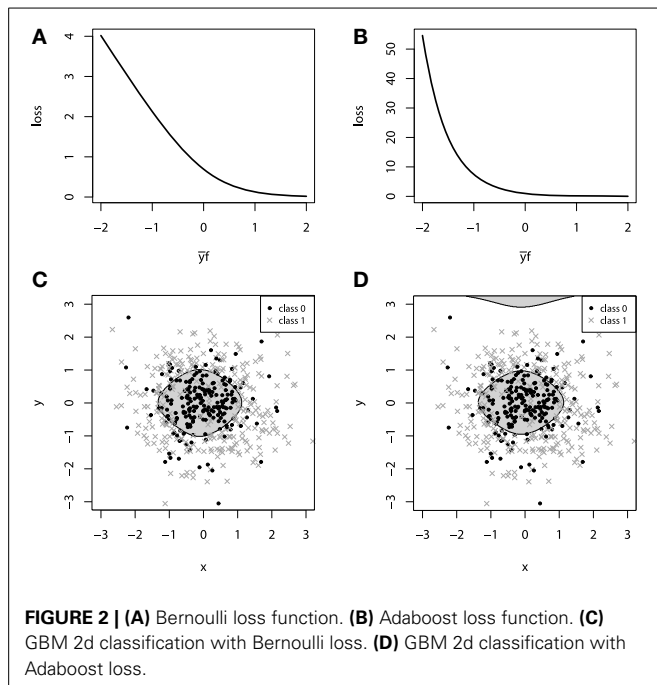 A
loss
4
3
2
1
0
−2 −1 0 1 2
ȳf
B
loss
50
40
30
20
10
0
−2 −1 0 1 2
ȳf
C
class 0
class 1
y
3
2
1
0
−1
−2
−3
−3 −2 −1 0 1 2 3
x
D
class 0
class 1
y
3
2
1
0
−1
−2
−3
−3 −2 −1 0 1 2 3
x
FIGURE 2 | (A) Bernoulli loss function. (B) Adaboost loss function. (C)
GBM 2d classification with Bernoulli loss. (D) GBM 2d classification with
Adaboost loss.